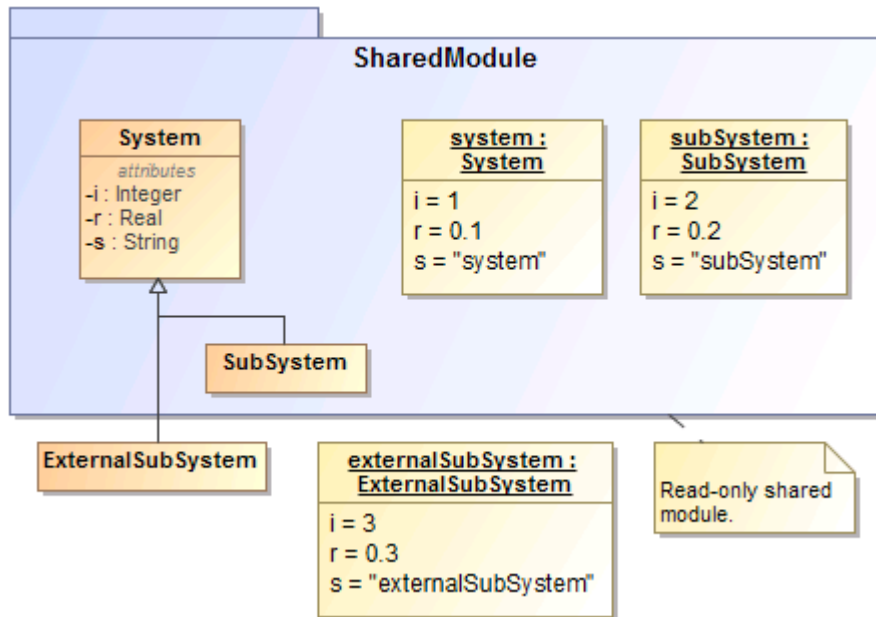 SharedModule
System
attributes
-i : Integer
-r : Real
-s : String
system :
System
i = 1
r = 0.1
s = "system"
subSystem :
SubSystem
i = 2
r = 0.2
s = "subSystem"
SubSystem
ExternalSubSystem
externalSubSystem :
ExternalSubSystem
i = 3
r = 0.3
s = "externalSubSystem"
Read-only shared
module.